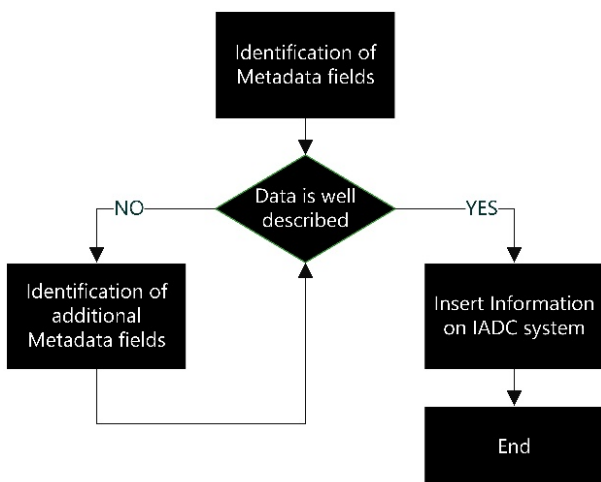 Identification of
Metadata fields
Data is well
described
NO
YES
Identification of
additional
Metadata fields
Insert Information
on IADC system
End